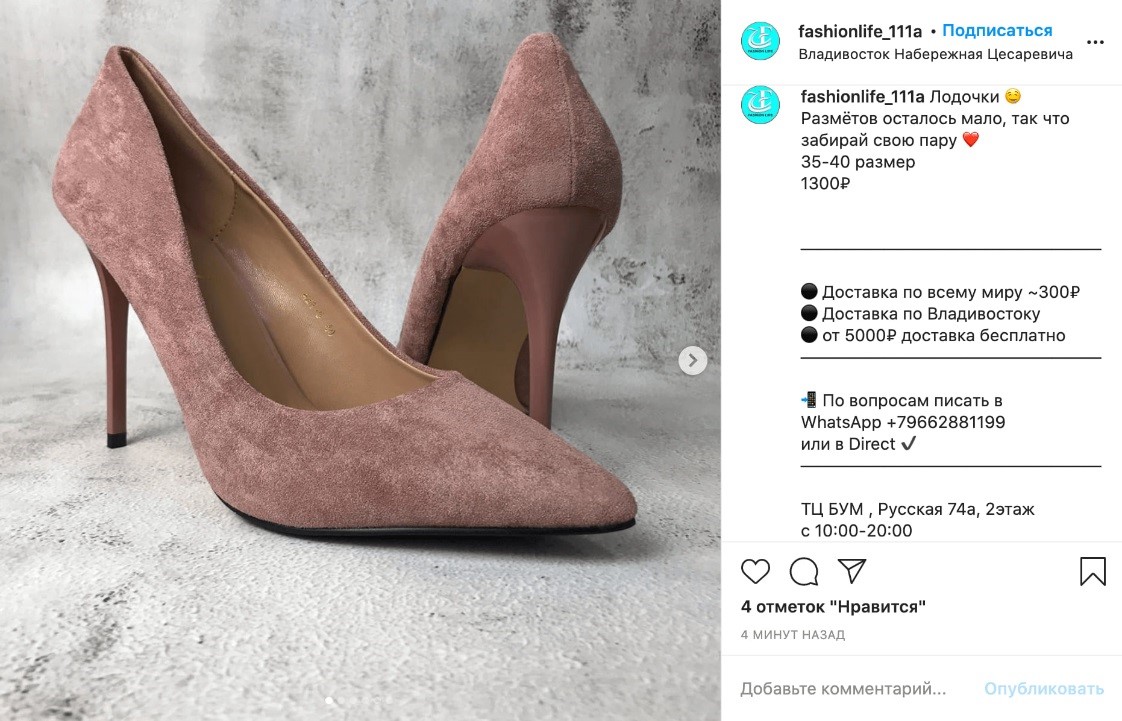 fashionlife_111a • Подписаться
Владивосток Набережная Цесаревича
fashionlife_111a Лодочки ☺️
Размётов осталось мало, так что
забирай свою пару ❤️
35-40 размер
1300₽
⚫ Доставка по всему миру ~300₽
⚫ Доставка по Владивостоку
⚫ от 5000₽ доставка бесплатно
📲 По вопросам писать в
WhatsApp +79662881199
или в Direct ✔️
ТЦ БУМ , Русская 74а, 2этаж
с 10:00-20:00
4 отметок "Нравится"
4 МИНУТ НАЗАД
Добавьте комментарий... Опубликовать